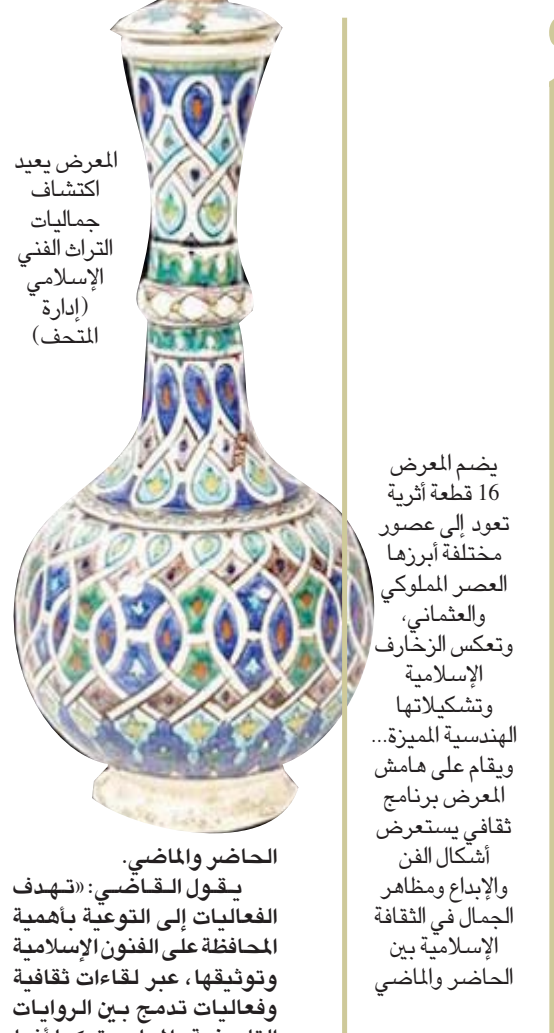 المعرض يعيد
اكتشاف
جماليات
التراث الفني
الإسلامي
(إدارة
المتحف)
يضم المعرض
16 قطعة أثرية
تعود إلى عصور
مختلفة أبرزها
العصر المملوكي
والعثماني،
وتعكس الزخارف
الإسلامية
وتشكيلاتها
الهندسية المميزة...
ويقام على هامش
المعرض برنامج
ثقافي يستعرض
أشكال الفن
والإبداع ومظاهر
الجمال في الثقافة
الإسلامية بين
الحاضر والماضي
الحاضر والماضي.
يقول القاضي: «تهدف
الفعاليات إلى التوعية بأهمية
المحافظة على الفنون الإسلامية
وتوثيقها، عبر لقاءات ثقافية
وفعاليات تدمج بين الروايات